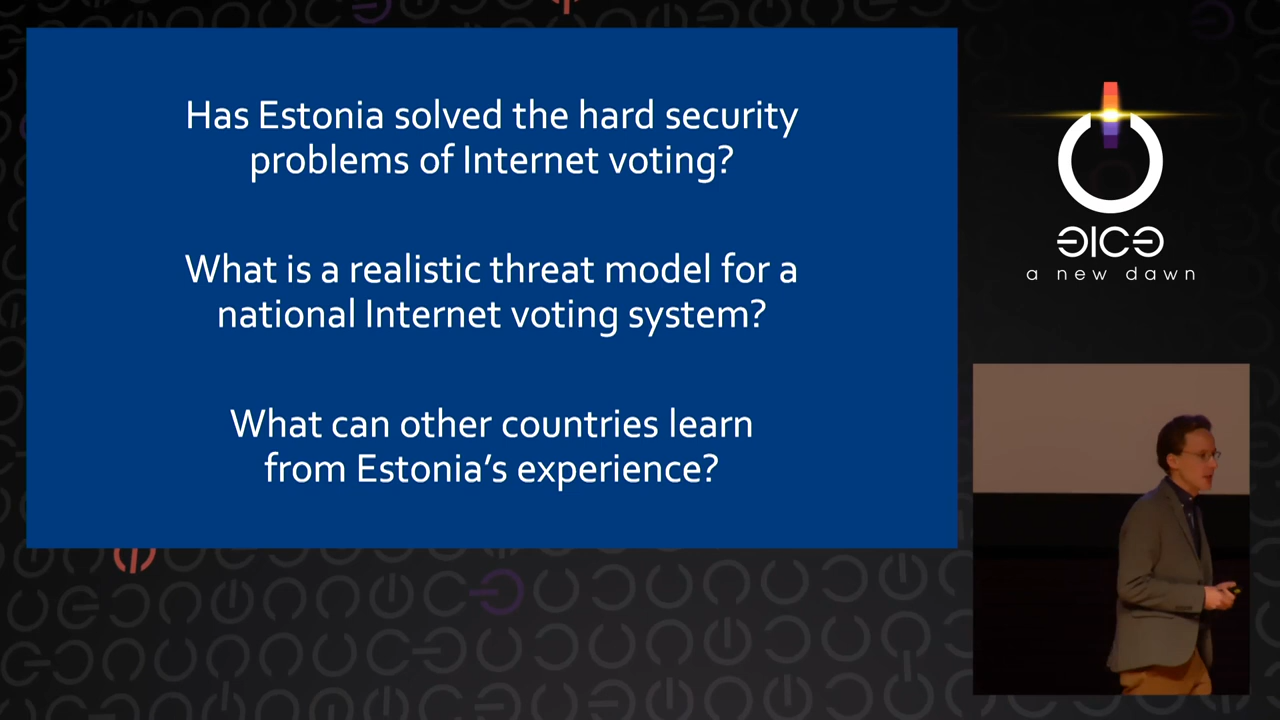 Has Estonia solved the hard security
problems of Internet voting?
What is a realistic threat model for a
national Internet voting system?
What can other countries learn
from Estonia’s experience?
a new dawn